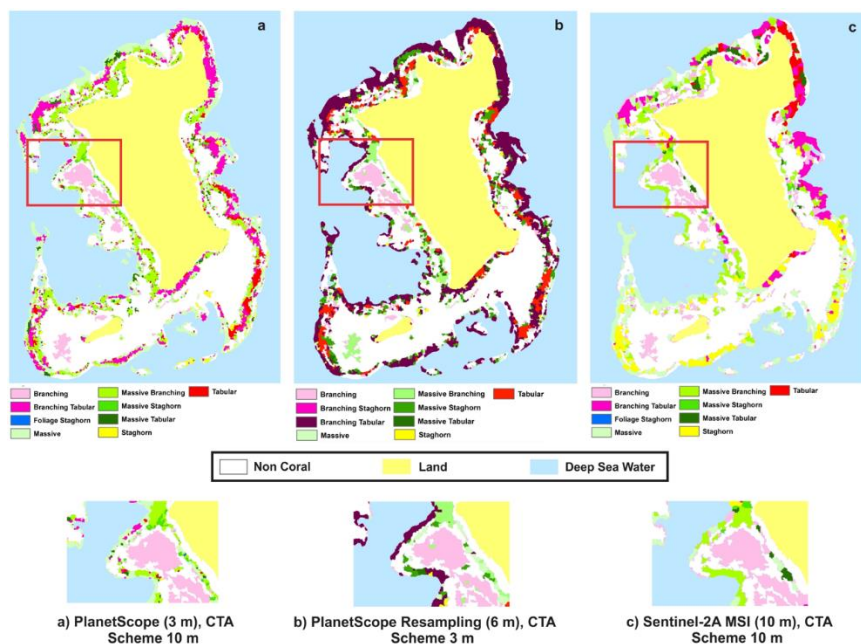 a
b
c
Branching
Branching Tabular
Foliage Staghorn
Massive
Massive Branching
Massive Staghorn
Massive Tabular
Staghorn
Tabular
Branching
Branching Staghorn
Branching Tabular
Massive
Massive Branching
Massive Staghorn
Massive Tabular
Staghorn
Tabular
Branching
Branching Tabular
Foliage Staghorn
Massive
Massive Branching
Massive Staghorn
Massive Tabular
Staghorn
Tabular
Non Coral
Land
Deep Sea Water
a) PlanetScope (3 m), CTA
Scheme 10 m
b) PlanetScope Resampling (6 m), CTA
Scheme 3 m
c) Sentinel-2A MSI (10 m), CTA
Scheme 10 m